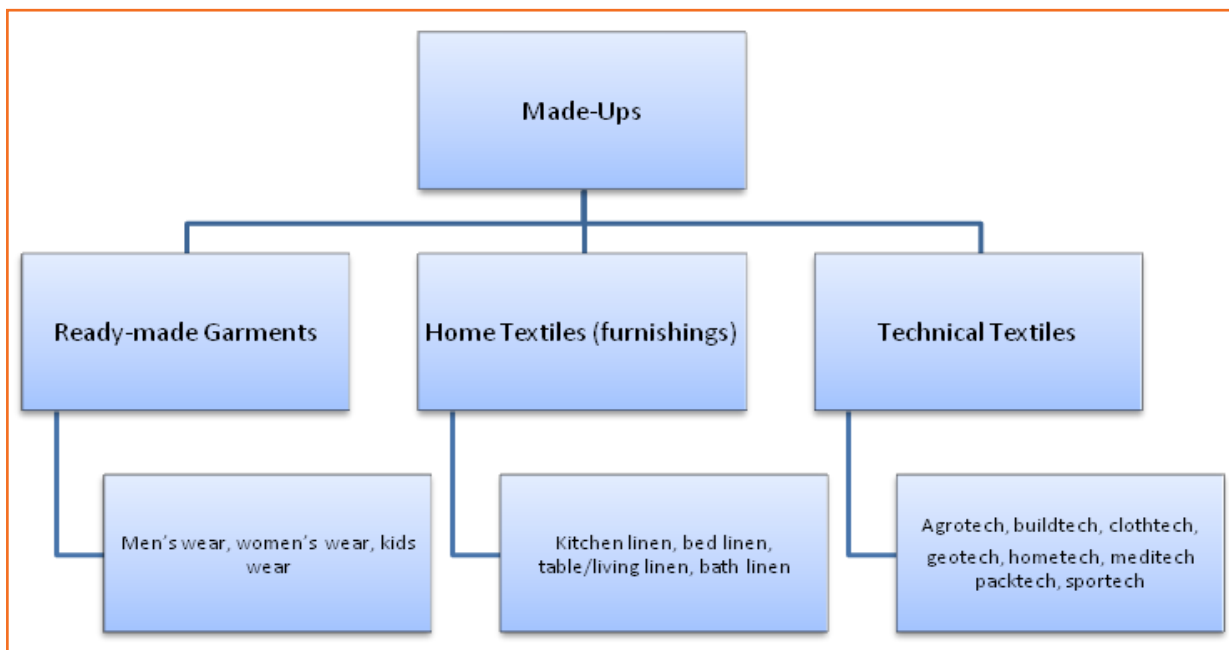 Made-Ups
Ready-made Garments
Home Textiles (furnishings)
Technical Textiles
Men's wear, women's wear, kids
wear
Kitchen linen, bed linen,
table/living linen, bath linen
Agrotech, buildtech, clothtech,
geotech, hometech, meditech
packtech, sportech